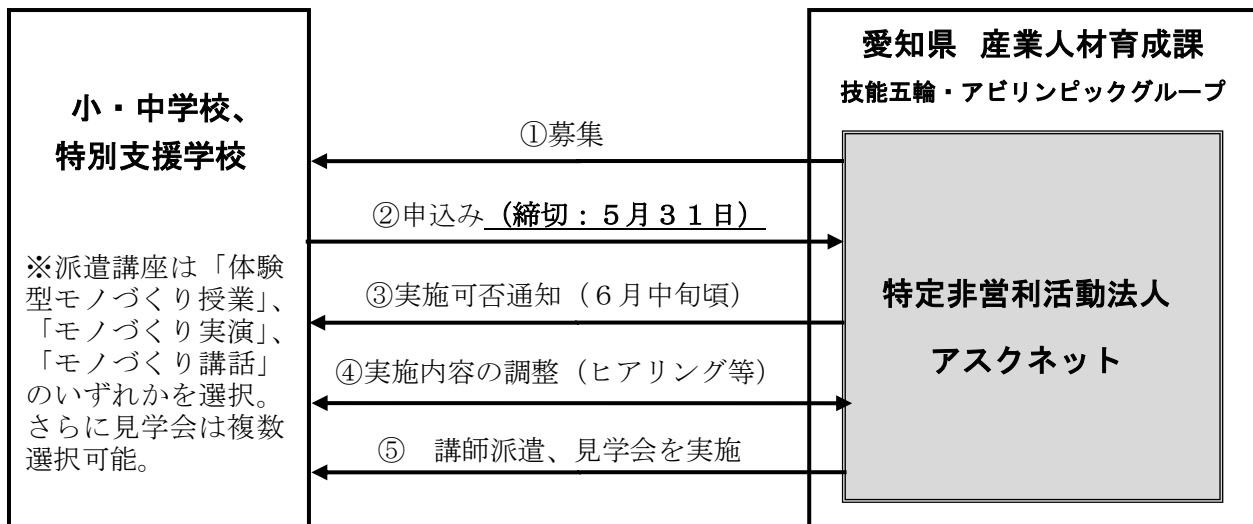 小・中学校、
特別支援学校
※派遣講座は「体験
型モノづくり授業」、
「モノづくり実演」、
「モノづくり講話」
のいずれかを選択。
さらに見学会は複数
選択可能。
①募集
②申込み（締切：５月３１日）
③実施可否通知（６月中旬頃）
④実施内容の調整（ヒアリング等）
⑤　講師派遣、見学会を実施
愛知県　産業人材育成課
技能五輪・アビリンピックグループ
特定非営利活動法人
アスクネット